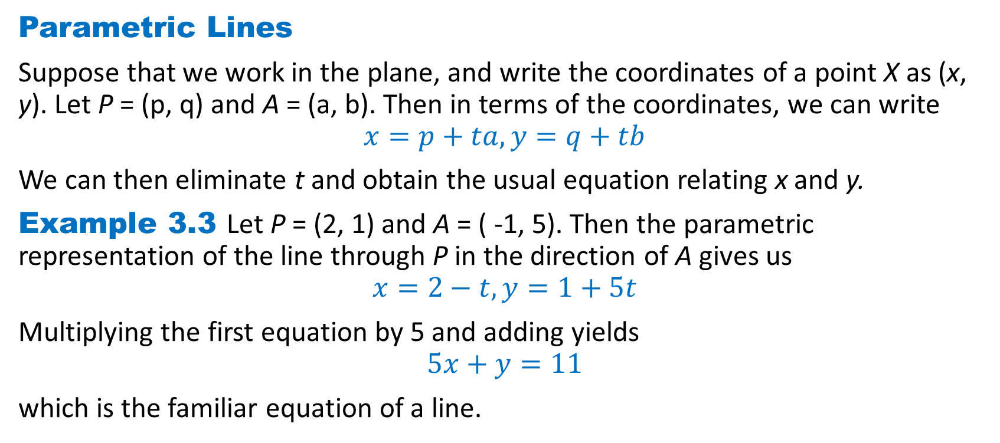 Parametric Lines
Suppose that we work in the plane, and write the coordinates of a point X as (x,
y). Let P = (p, q) and A = (a, b). Then in terms of the coordinates, we can write
x = p + ta, y = q + tb
We can then eliminate t and obtain the usual equation relating x and y.
Example 3.3 Let P = (2, 1) and A = ( -1, 5). Then the parametric
representation of the line through P in the direction of A gives us
x = 2 − t, y = 1 + 5t
Multiplying the first equation by 5 and adding yields
5x + y = 11
which is the familiar equation of a line.